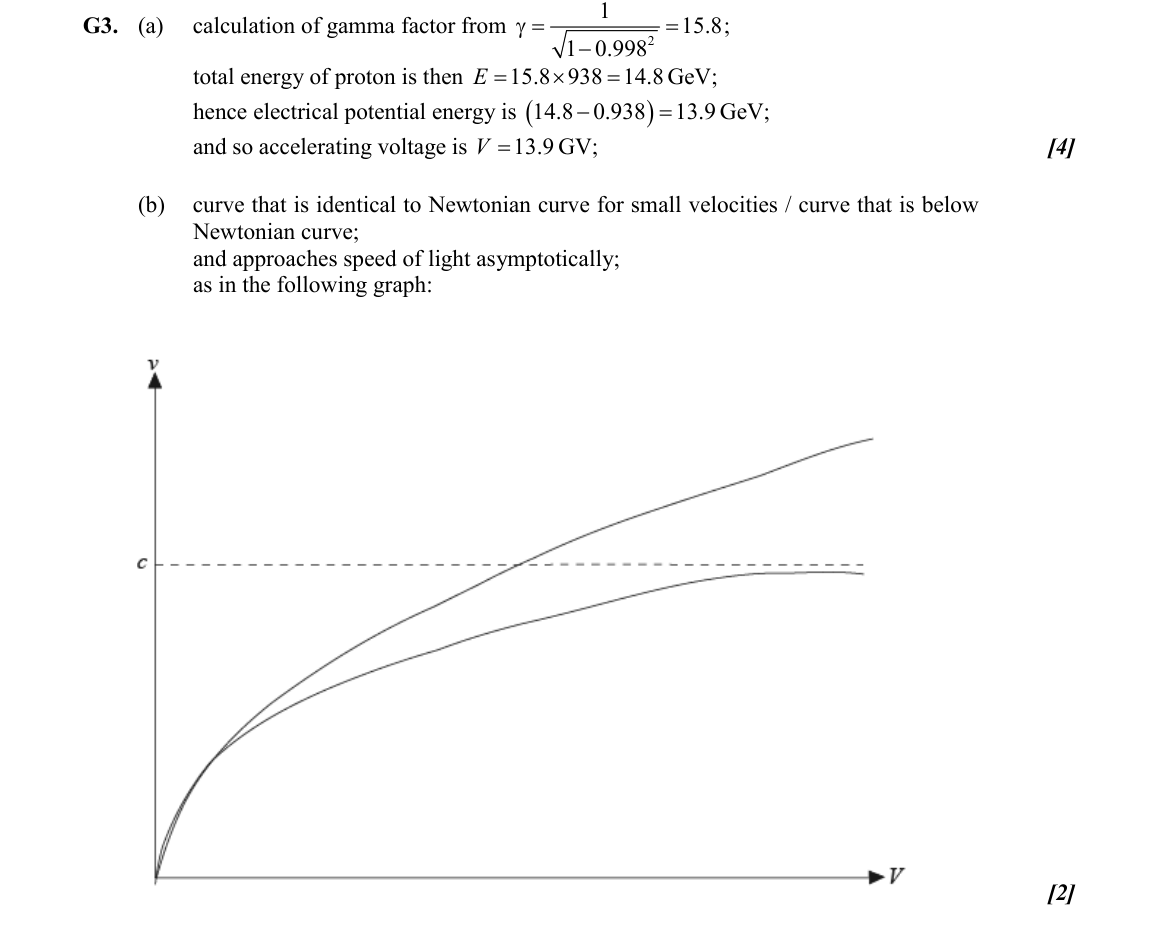 G3. (a) calculation of gamma factor from γ = 1/√(1−0.998²) = 15.8;
total energy of proton is then E = 15.8×938 = 14.8 GeV;
hence electrical potential energy is (14.8−0.938) = 13.9 GeV;
and so accelerating voltage is V = 13.9 GV; [4]
(b) curve that is identical to Newtonian curve for small velocities / curve that is below
Newtonian curve;
and approaches speed of light asymptotically;
as in the following graph:
v
c
V
[2]